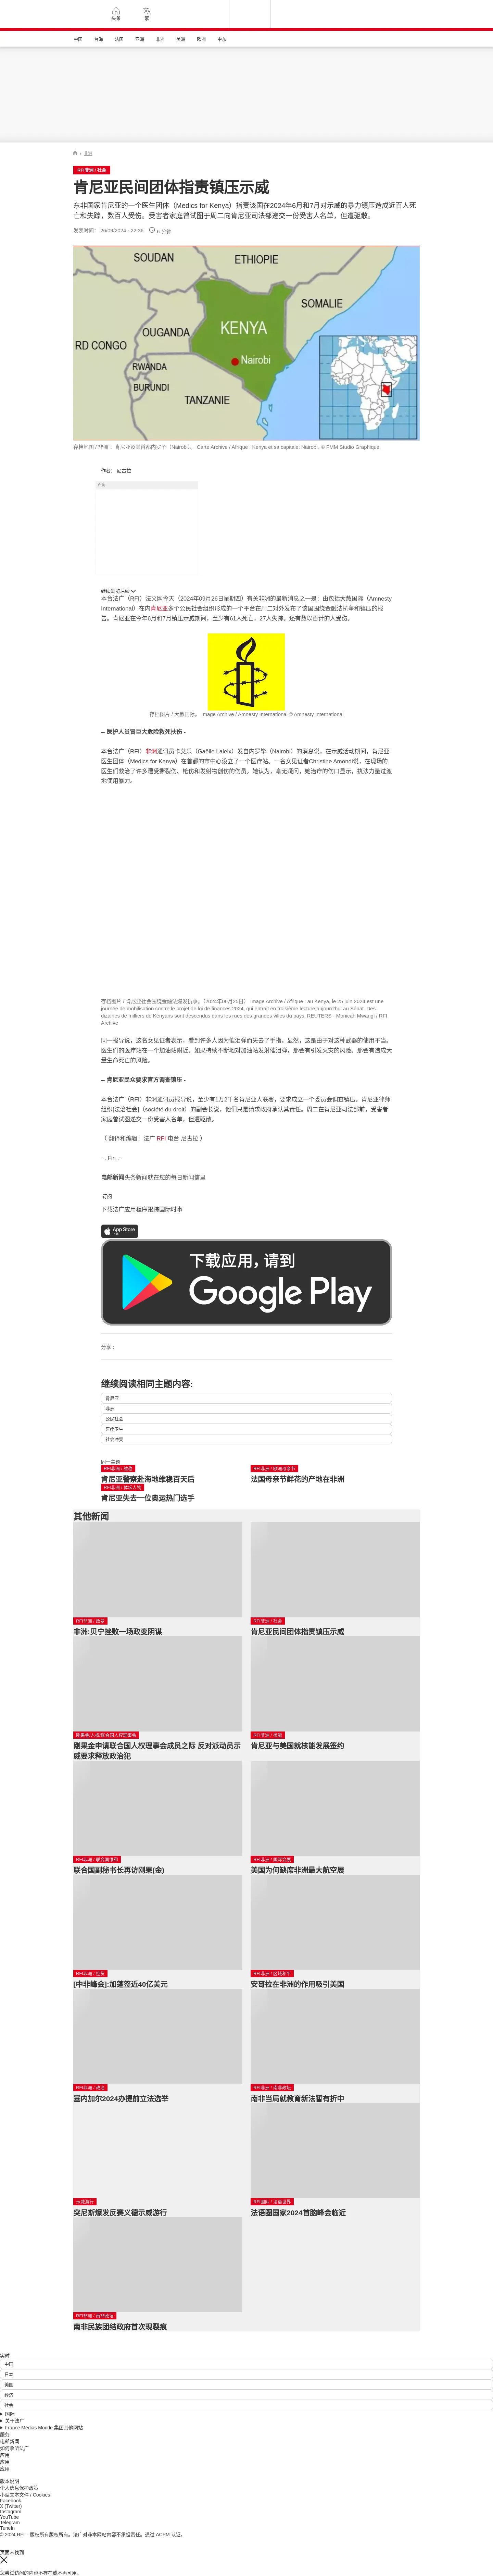 头条
繁
中国
台海
法国
亚洲
非洲
美洲
欧洲
中东
/ 非洲
RFI非洲 / 社会
肯尼亚民间团体指责镇压示威
东非国家肯尼亚的一个医生团体（Medics for Kenya）指责该国在2024年6月和7月对示威的暴力镇压造成近百人死亡和失踪，数百人受伤。受害者家庭曾试图于周二向肯尼亚司法部递交一份受害人名单，但遭驱散。
发表时间： 26/09/2024 - 22:36
6 分钟
SOUDAN
ETHIOPIE
SOMALIE
OUGANDA
KENYA
RD CONGO
Nairobi
RWANDA
BURUNDI
TANZANIE
存档地图 / 非洲 ：肯尼亚及其首都内罗毕（Nairobi）。 Carte Archive / Afrique : Kenya et sa capitale: Nairobi. © FMM Studio Graphique
作者： 尼古拉
广告
继续浏览后续
本台法广（RFI）法文网今天（2024年09月26日星期四）有关非洲的最新消息之一是：由包括大赦国际（Amnesty International）在内肯尼亚多个公民社会组织形成的一个平台在周二对外发布了该国围绕金融法抗争和镇压的报告。肯尼亚在今年6月和7月镇压示威期间，至少有61人死亡，27人失踪。还有数以百计的人受伤。
存档图片 / 大赦国际。 Image Archive / Amnesty International © Amnesty International
-- 医护人员冒巨大危险救死扶伤 -
本台法广（RFI）非洲通讯员卡艾乐（Gaëlle Laleix）发自内罗毕（Nairobi）的消息说，在示威活动期间，肯尼亚医生团体（Medics for Kenya）在首都的市中心设立了一个医疗站。一名女见证者Christine Amondi说，在现场的医生们救治了许多遭受撕裂伤、枪伤和发射物创伤的伤员。她认为，毫无疑问，她治疗的伤口显示，执法力量过渡地使用暴力。
存档图片 / 肯尼亚社会围绕金融法爆发抗争。（2024年06月25日） Image Archive / Afrique : au Kenya, le 25 juin 2024 est une journée de mobilisation contre le projet de loi de finances 2024, qui entrait en troisième lecture aujourd'hui au Sénat. Des dizaines de milliers de Kényans sont descendus dans les rues des grandes villes du pays. REUTERS - Monicah Mwangi / RFI Archive
同一报导说，这名女见证者表示，看到许多人因为催泪弹而失去了手指。显然，这是由于对这种武器的使用不当。医生们的医疗站在一个加油站附近。如果持续不断地对加油站发射催泪弹，那会有引发火灾的风险。那会有造成大量生命死亡的风险。
-- 肯尼亚民众要求官方调查镇压 -
本台法广（RFI）非洲通讯员报导说，至少有1万2千名肯尼亚人联署，要求成立一个委员会调查镇压。肯尼亚律师组织[法治社会]（société du droit）的副会长说，他们只是请求政府承认其责任。周二在肯尼亚司法部前，受害者家庭曾试图递交一份受害人名单，但遭驱散。
（ 翻译和编辑：法广 RFI 电台 尼古拉 ）
~. Fin .~
电邮新闻头条新闻就在您的每日新闻信里
订阅
下载法广应用程序跟踪国际时事
App Store
下载
下载应用，请到
Google Play
分享 :
继续阅读相同主题内容:
肯尼亚
非洲
公民社会
医疗卫生
社会冲突
同一主题
RFI非洲 / 维稳
肯尼亚警察赴海地维稳百天后
RFI非洲 / 欧洲母亲节
法国母亲节鲜花的产地在非洲
RFI非洲 / 体坛人物
肯尼亚失去一位奥运热门选手
其他新闻
RFI非洲 / 政变
非洲:贝宁挫败一场政变阴谋
RFI非洲 / 社会
肯尼亚民间团体指责镇压示威
刚果金/人权/联合国人权理事会
刚果金申请联合国人权理事会成员之际 反对派动员示威要求释放政治犯
RFI非洲 / 核能
肯尼亚与美国就核能发展签约
RFI非洲 / 联合国维和
联合国副秘书长再访刚果(金)
RFI非洲 / 国际会展
美国为何缺席非洲最大航空展
RFI非洲 / 经贸
[中非峰会]:加蓬签近40亿美元
RFI非洲 / 区域和平
安哥拉在非洲的作用吸引美国
RFI非洲 / 政治
塞内加尔2024办提前立法选举
RFI非洲 / 南非政坛
南非当局就教育新法暂有折中
示威游行
突尼斯爆发反赛义德示威游行
RFI国际 / 法语世界
法语圈国家2024首脑峰会临近
RFI非洲 / 南非政坛
南非民族团结政府首次现裂痕
实时
中国
日本
美国
经济
社会
国际
关于法广
France Médias Monde 集团其他网站
服务
电邮新闻
如何收听法广
应用
应用
应用
版本说明
个人信息保护政策
小型文本文件 / Cookies
Facebook
X (Twitter)
Instagram
YouTube
Telegram
TuneIn
© 2024 RFI – 版权所有版权所有。法广对非本网站内容不承担责任。通过 ACPM 认证。
页面未找到
您尝试访问的内容不存在或不再可用。